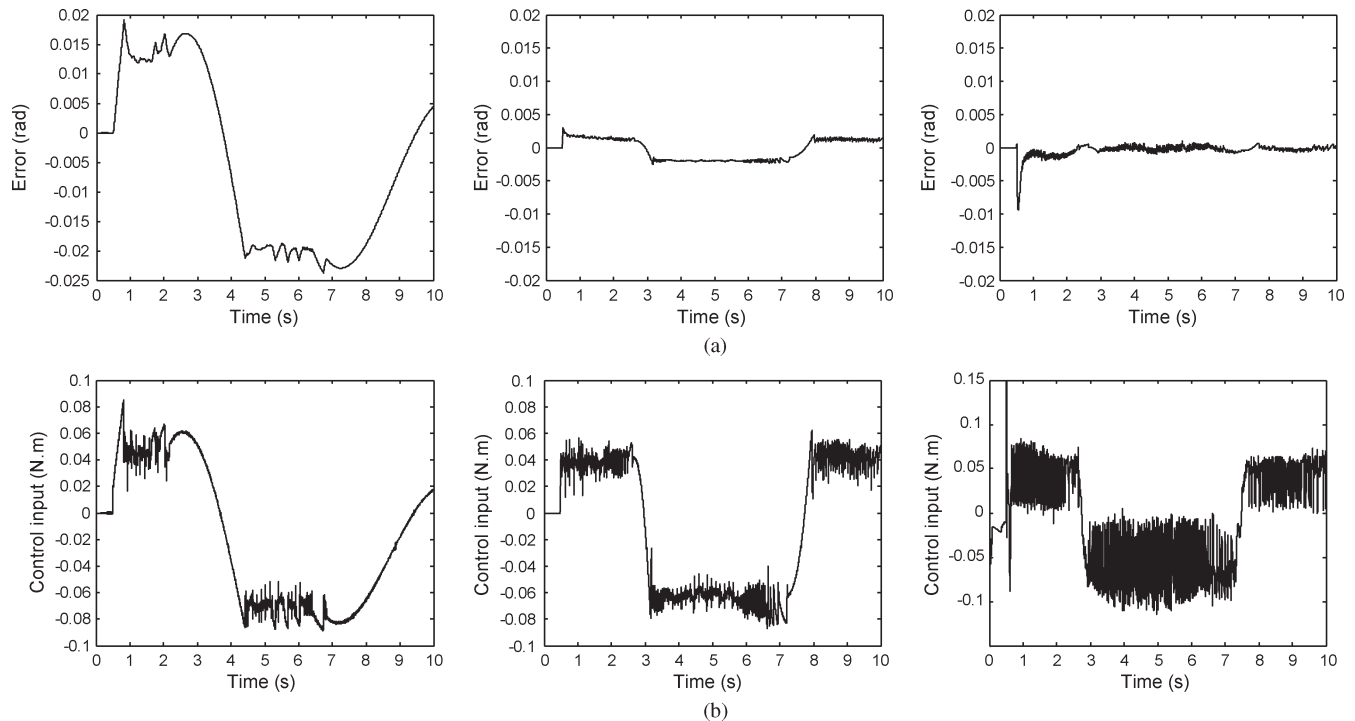 0.02
0.015
0.01
0.005
0
-0.005
-0.01
-0.015
-0.02
-0.025
Error (rad)
0 1 2 3 4 5 6 7 8 9 10
Time (s)
0.02
0.015
0.01
0.005
0
-0.005
-0.01
-0.015
-0.02
Error (rad)
0 1 2 3 4 5 6 7 8 9 10
Time (s)
0.02
0.015
0.01
0.005
0
-0.005
-0.01
-0.015
-0.02
Error (rad)
0 1 2 3 4 5 6 7 8 9 10
Time (s)
(a)
0.1
0.08
0.06
0.04
0.02
0
-0.02
-0.04
-0.06
-0.08
-0.1
Control input (N.m)
0 1 2 3 4 5 6 7 8 9 10
Time (s)
0.1
0.08
0.06
0.04
0.02
0
-0.02
-0.04
-0.06
-0.08
-0.1
Control input (N.m)
0 1 2 3 4 5 6 7 8 9 10
Time (s)
0.15
0.1
0.05
0
-0.05
-0.1
Control input (N.m)
0 1 2 3 4 5 6 7 8 9 10
Time (s)
(b)